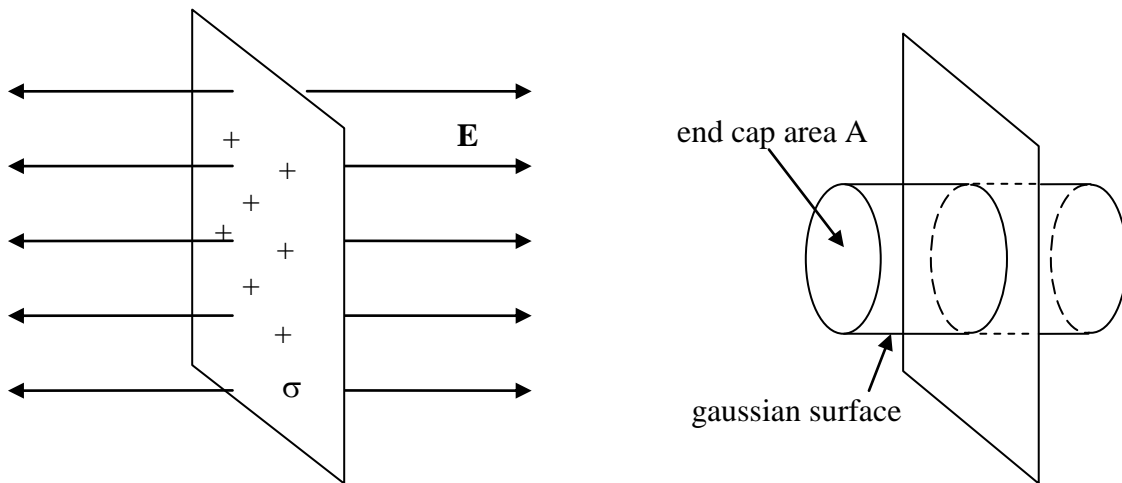 E
+
+
+
+
+
+
+
σ
end cap area A
gaussian surface